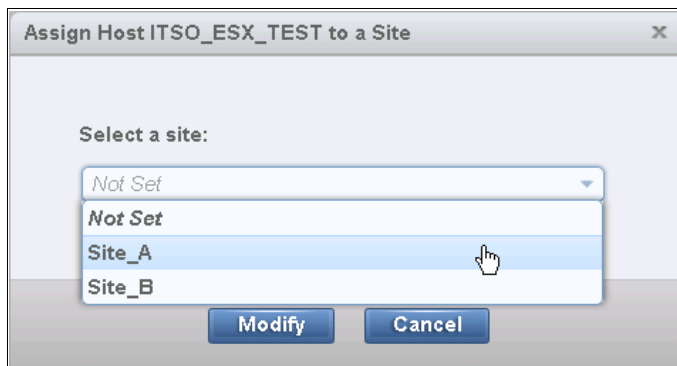 Assign Host ITSO_ESX_TEST to a Site
Select a site:
Not Set
Not Set
Site_A
Site_B
Modify Cancel